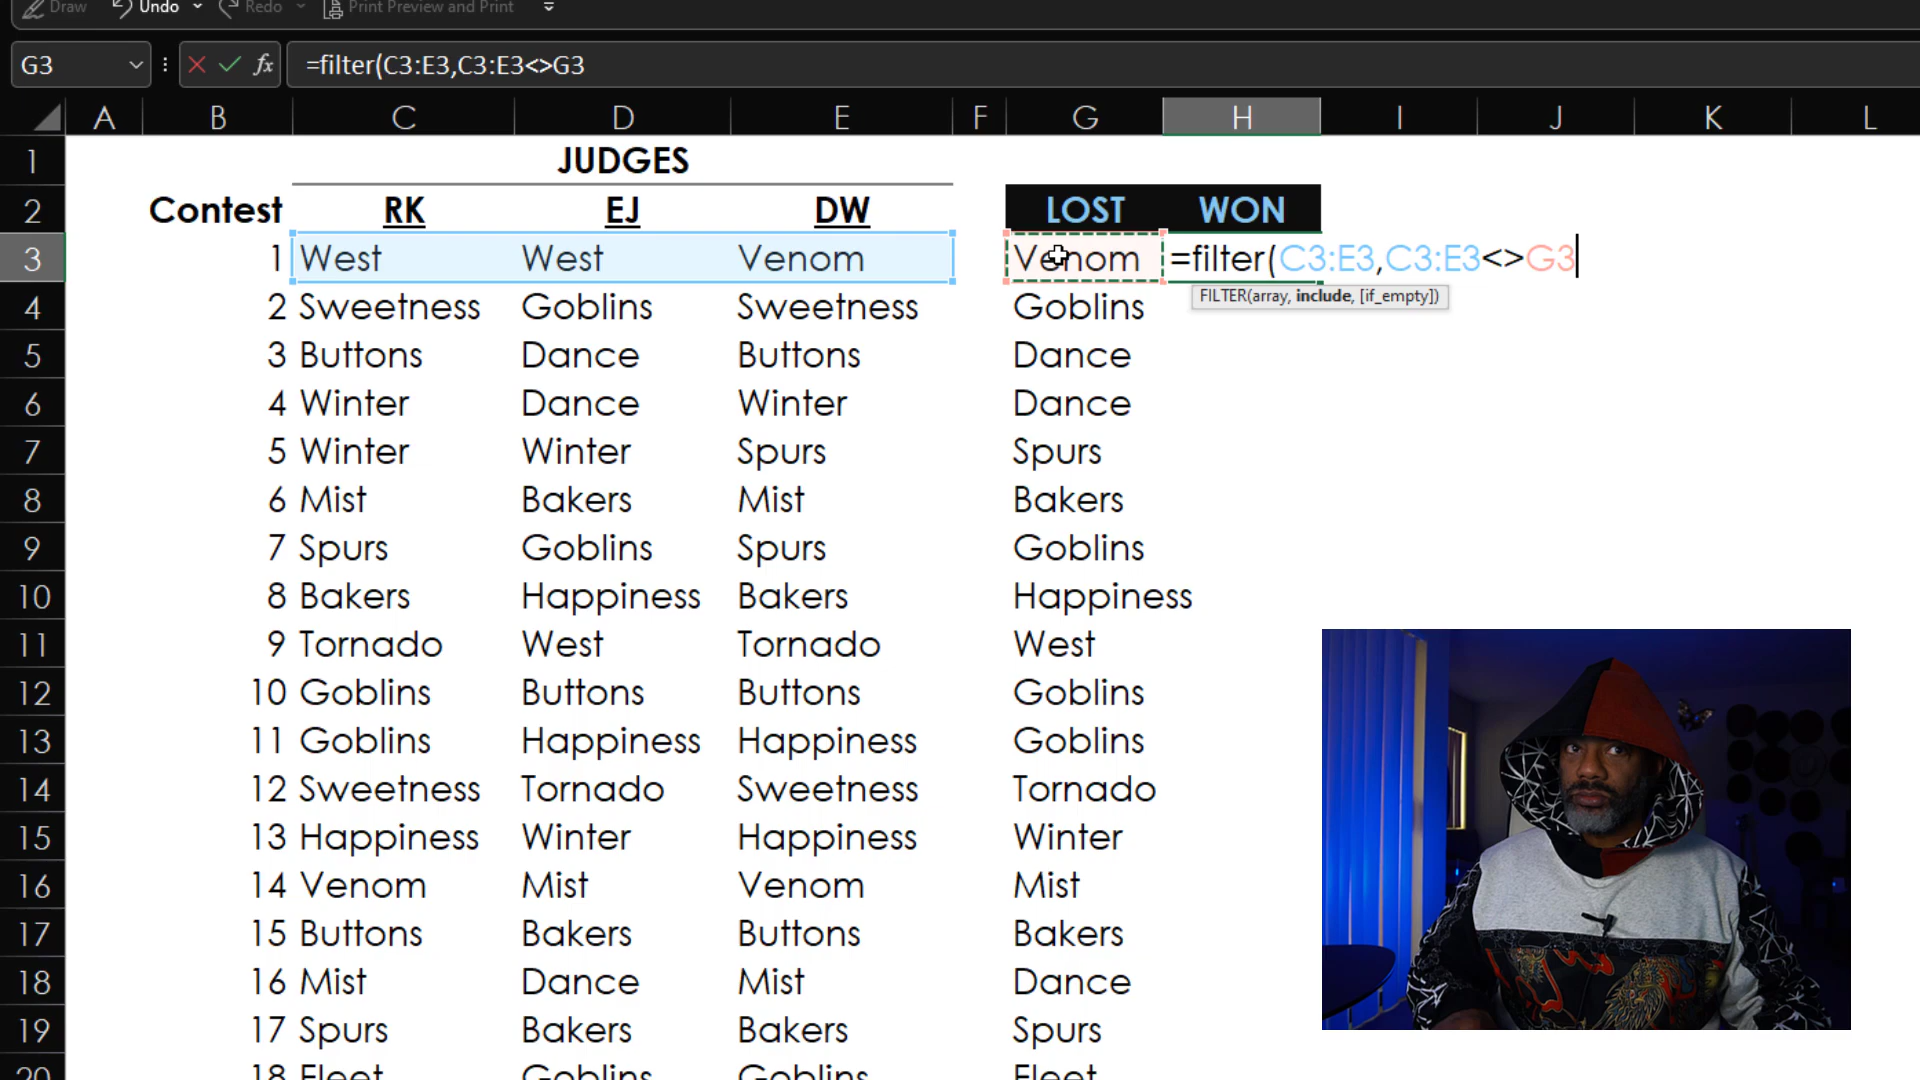 Draw Undo Redo Print Preview and Print
G3 fx =filter(C3:E3,C3:E3<>G3
A B C D E F G H I J K L
1 JUDGES
2 Contest RK EJ DW LOST WON
3 1 West West Venom Venom =filter(C3:E3,C3:E3<>G3
FILTER(array, include, [if_empty])
4 2 Sweetness Goblins Sweetness Goblins
5 3 Buttons Dance Buttons Dance
6 4 Winter Dance Winter Dance
7 5 Winter Winter Spurs Spurs
8 6 Mist Bakers Mist Bakers
9 7 Spurs Goblins Spurs Goblins
10 8 Bakers Happiness Bakers Happiness
11 9 Tornado West Tornado West
12 10 Goblins Buttons Buttons Goblins
13 11 Goblins Happiness Happiness Goblins
14 12 Sweetness Tornado Sweetness Tornado
15 13 Happiness Winter Happiness Winter
16 14 Venom Mist Venom Mist
17 15 Buttons Bakers Buttons Bakers
18 16 Mist Dance Mist Dance
19 17 Spurs Bakers Bakers Spurs
20 18 Fleet Goblins Goblins Fleet